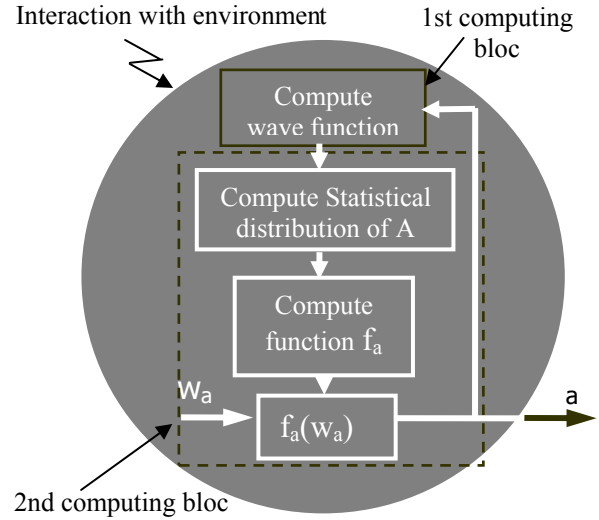 Interaction with environment
1st computing
bloc
Compute
wave function
Compute Statistical
distribution of A
Compute
function fₐ
Wₐ
fₐ(wₐ)
a
2nd computing bloc